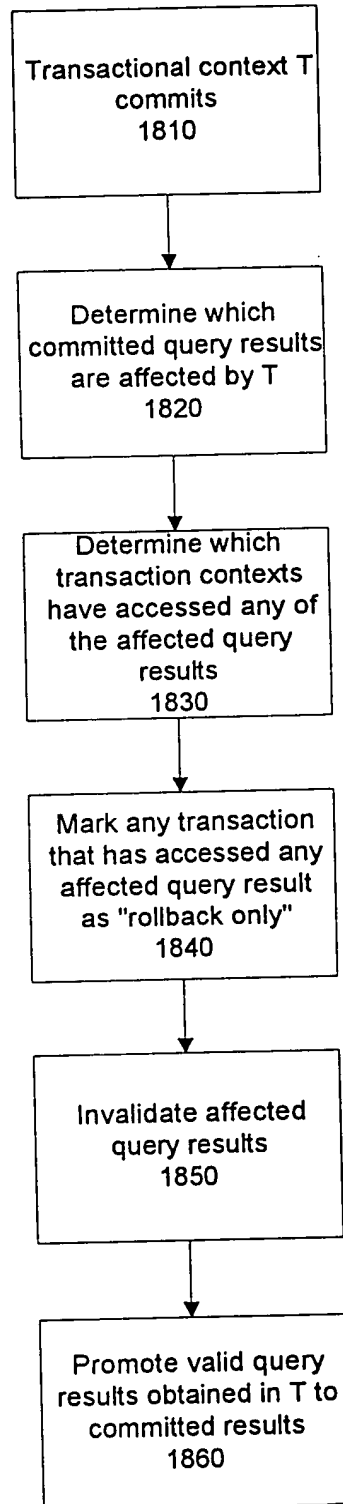 Transactional context T
commits
1810
Determine which
committed query results
are affected by T
1820
Determine which
transaction contexts
have accessed any of
the affected query
results
1830
Mark any transaction
that has accessed any
affected query result
as "rollback only"
1840
Invalidate affected
query results
1850
Promote valid query
results obtained in T to
committed results
1860